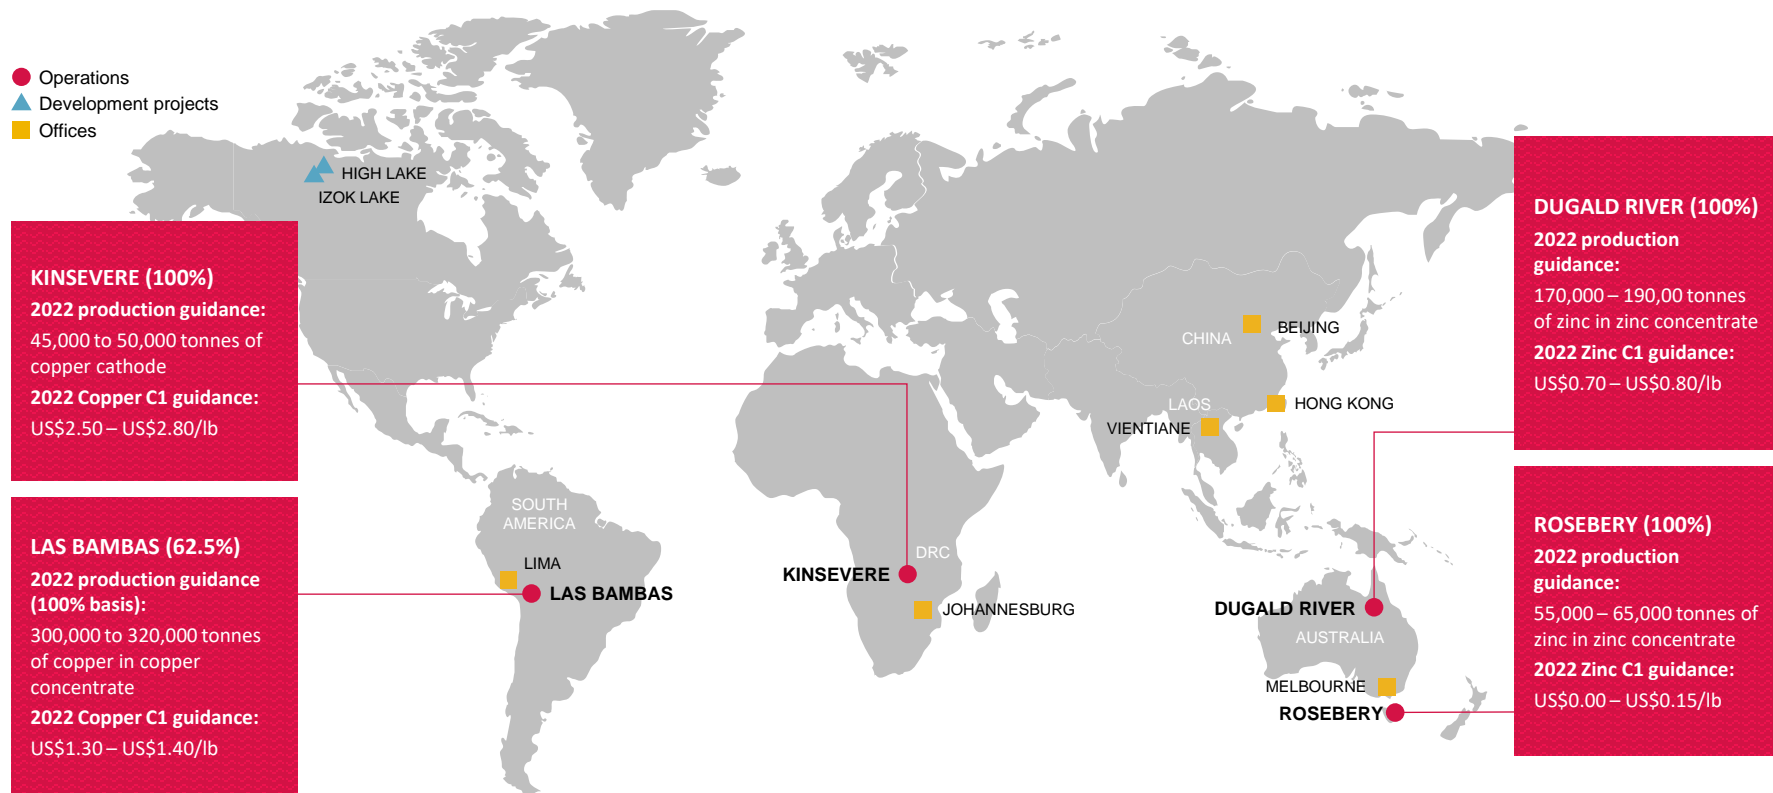 Operations
Development projects
Offices
HIGH LAKE
IZOK LAKE
KINSEVERE (100%)
2022 production guidance:
45,000 to 50,000 tonnes of
copper cathode
2022 Copper C1 guidance:
US$2.50 – US$2.80/lb
LAS BAMBAS (62.5%)
2022 production guidance
(100% basis):
300,000 to 320,000 tonnes
of copper in copper
concentrate
2022 Copper C1 guidance:
US$1.30 – US$1.40/lb
SOUTH
AMERICA
LIMA
LAS BAMBAS
DRC
KINSEVERE
JOHANNESBURG
CHINA
BEIJING
LAOS
HONG KONG
VIENTIANE
DUGALD RIVER
AUSTRALIA
MELBOURNE
ROSEBERY
DUGALD RIVER (100%)
2022 production
guidance:
170,000 – 190,00 tonnes
of zinc in zinc concentrate
2022 Zinc C1 guidance:
US$0.70 – US$0.80/lb
ROSEBERY (100%)
2022 production
guidance:
55,000 – 65,000 tonnes of
zinc in zinc concentrate
2022 Zinc C1 guidance:
US$0.00 – US$0.15/lb